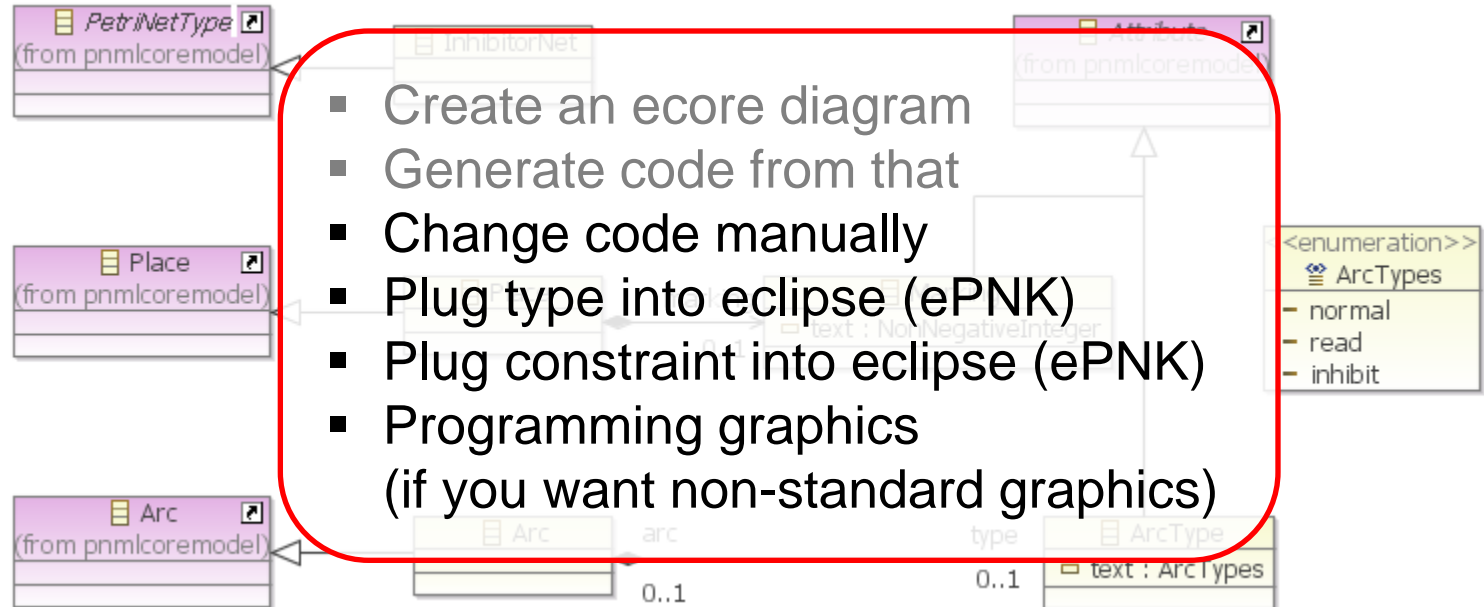 PetriNetType
(from pnmlcoremodel)
InhibitorNet
Attribute
(from pnmlcoremodel)
▪ Create an ecore diagram
▪ Generate code from that
▪ Change code manually
▪ Plug type into eclipse (ePNK)
▪ Plug constraint into eclipse (ePNK)
▪ Programming graphics
(if you want non-standard graphics)
Place
(from pnmlcoremodel)
text : NonNegativeInteger
0..1
<<enumeration>>
ArcTypes
normal
read
inhibit
Arc
(from pnmlcoremodel)
Arc
arc
0..1
type
0..1
ArcType
text : ArcTypes